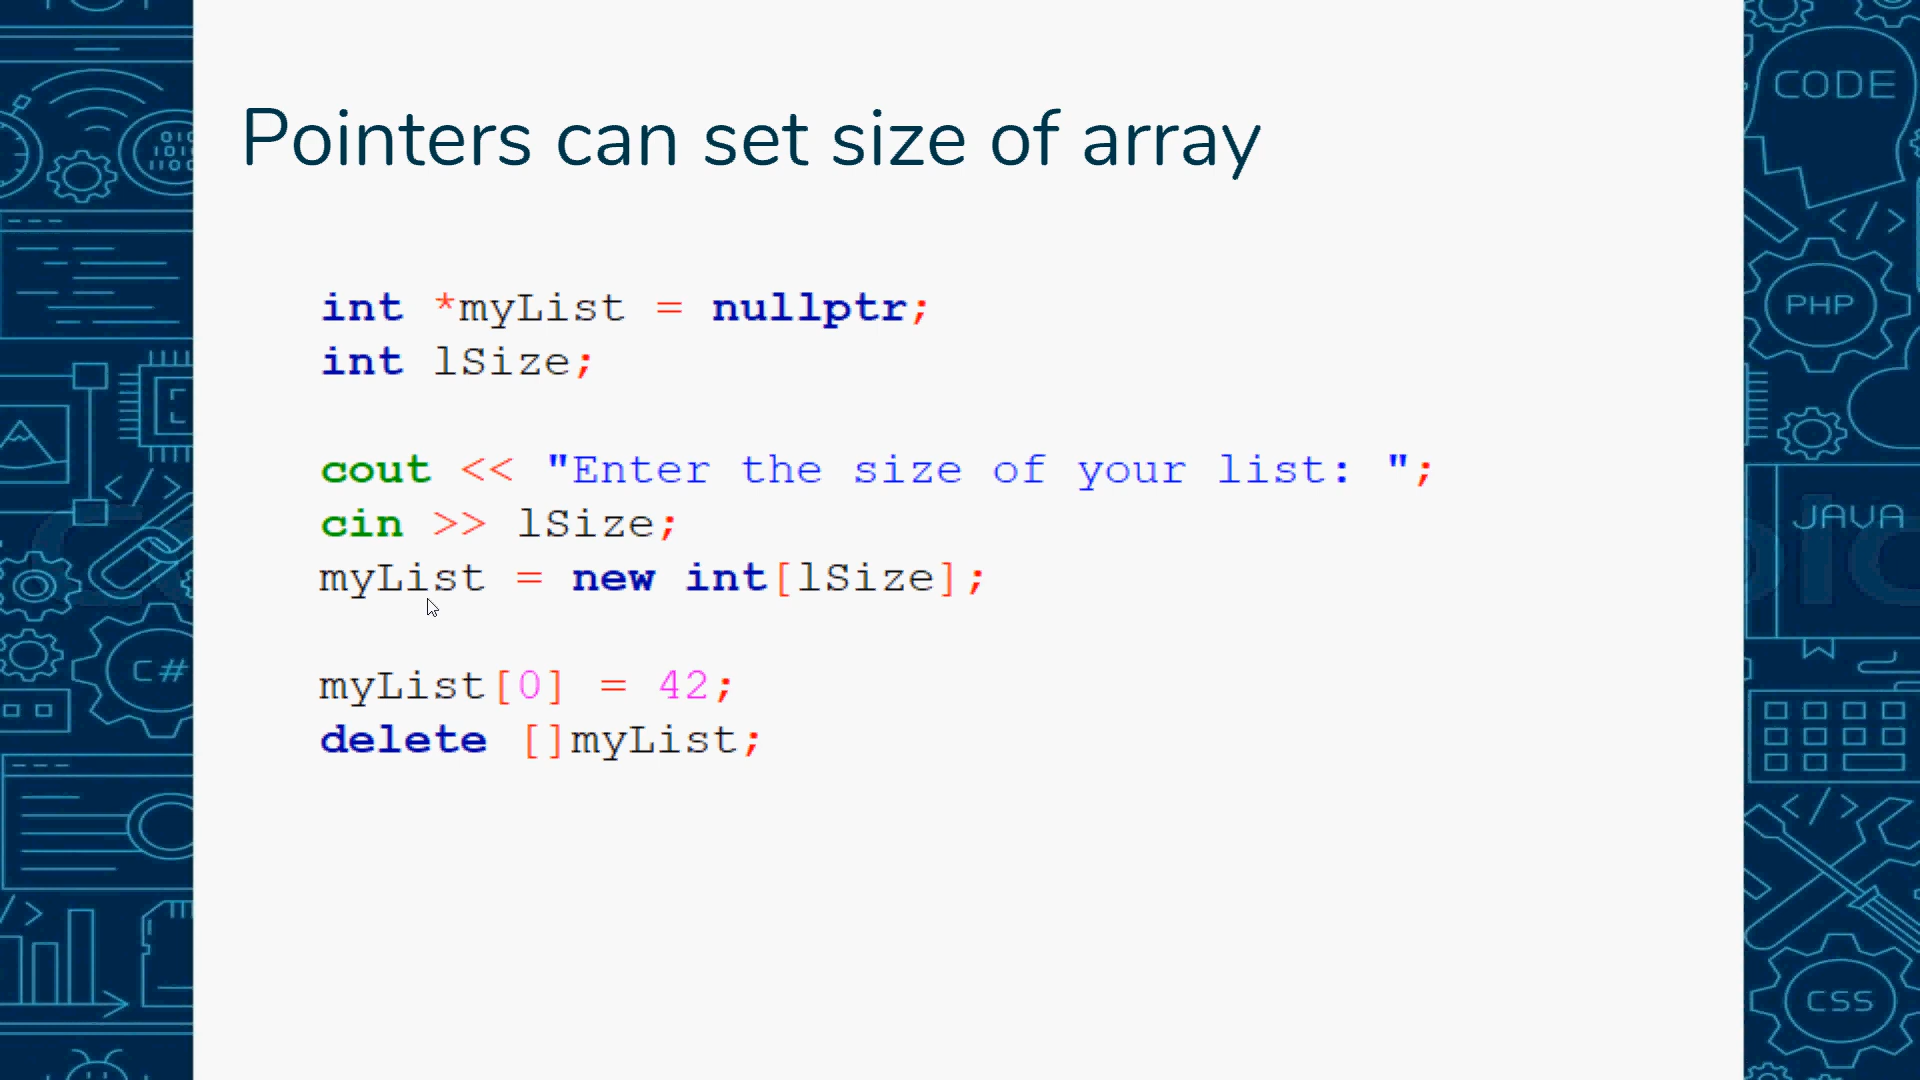 Pointers can set size of array
int *myList = nullptr;
int lSize;
cout << "Enter the size of your list: ";
cin >> lSize;
myList = new int[lSize];
myList[0] = 42;
delete []myList;
CODE
PHP
JAVA
CSS
C#